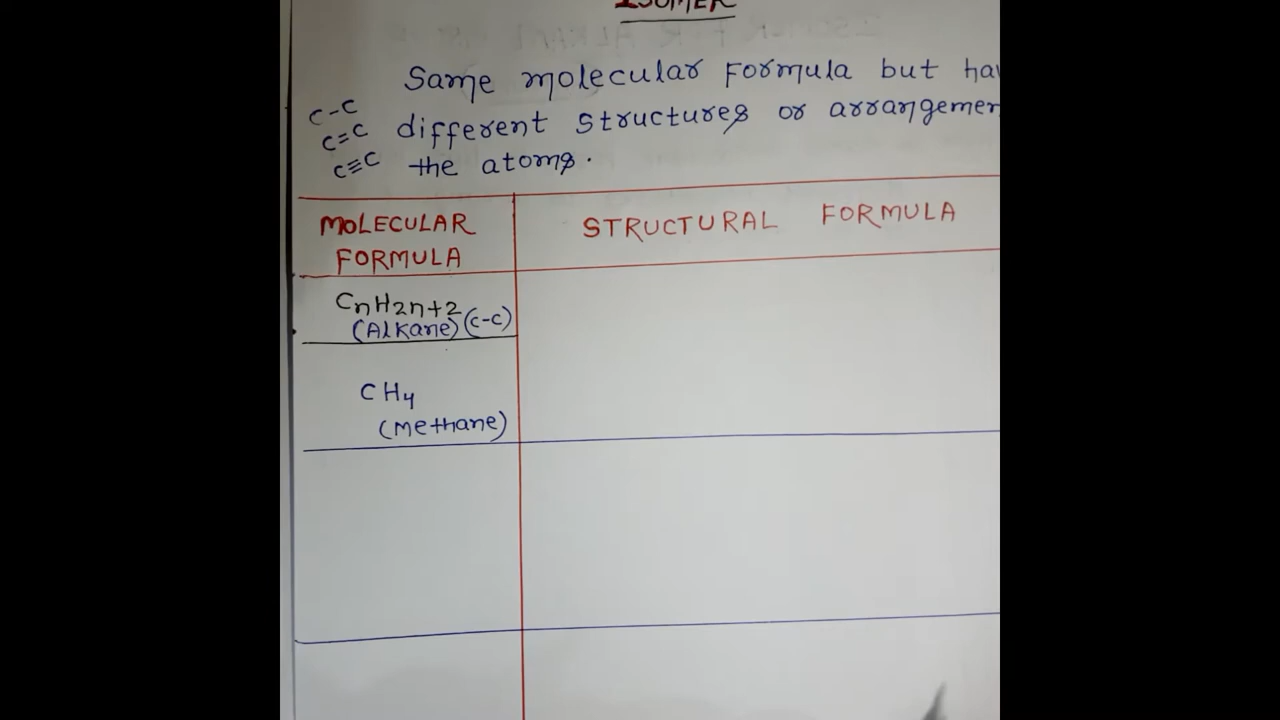 ISOMER
Same molecular Formula but hav
C-C
different structures or arrangemen
C=C
the atoms.
C≡C
MOLECULAR
FORMULA
STRUCTURAL FORMULA
CnH2n+2
(Alkane) (C-C)
CH4
(Methane)